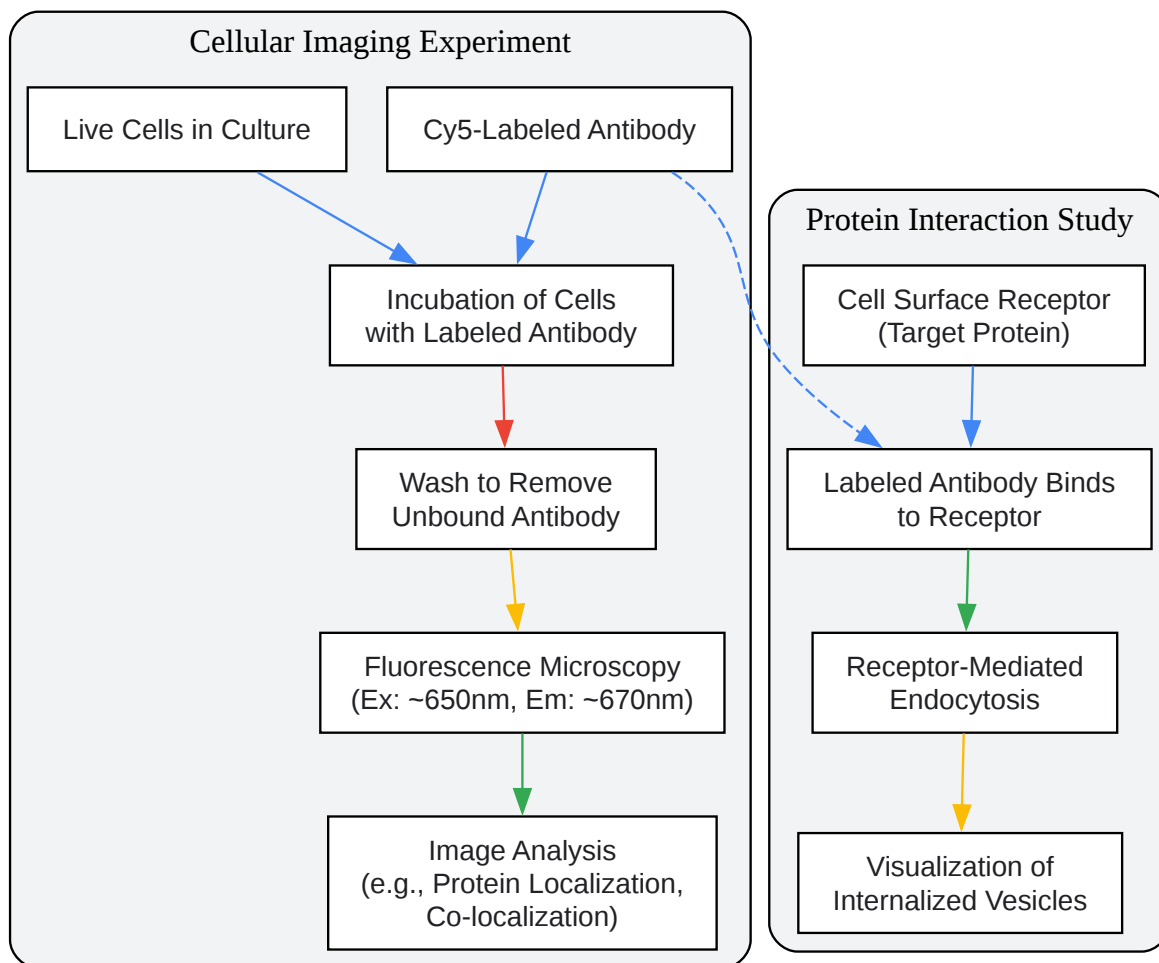 Cellular Imaging Experiment
Live Cells in Culture
Cy5-Labeled Antibody
Incubation of Cells
with Labeled Antibody
Wash to Remove
Unbound Antibody
Fluorescence Microscopy
(Ex: ~650nm, Em: ~670nm)
Image Analysis
(e.g., Protein Localization,
Co-localization)
Protein Interaction Study
Cell Surface Receptor
(Target Protein)
Labeled Antibody Binds
to Receptor
Receptor-Mediated
Endocytosis
Visualization of
Internalized Vesicles